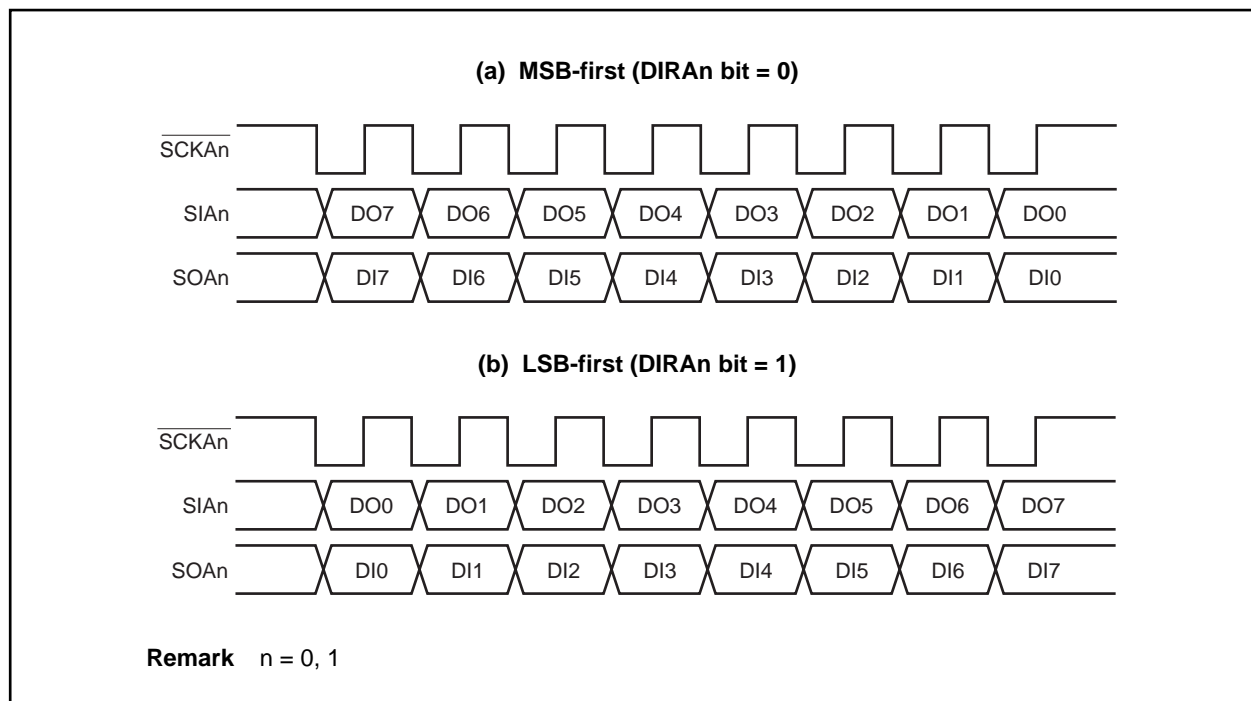 (a) MSB-first (DIRAn bit = 0)
SCKAn
SIAn DO7 DO6 DO5 DO4 DO3 DO2 DO1 DO0
SOAn DI7 DI6 DI5 DI4 DI3 DI2 DI1 DI0
(b) LSB-first (DIRAn bit = 1)
SCKAn
SIAn DO0 DO1 DO2 DO3 DO4 DO5 DO6 DO7
SOAn DI0 DI1 DI2 DI3 DI4 DI5 DI6 DI7
Remark n = 0, 1